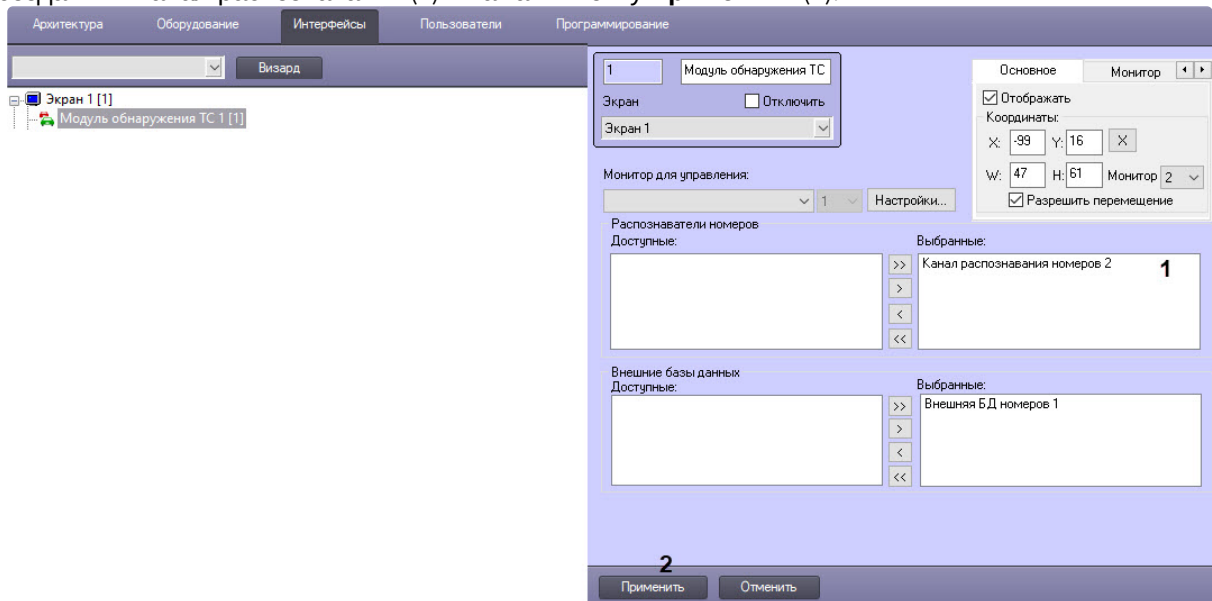 Архитектура Оборудование Интерфейсы Пользователи Программирование
Визард
Экран 1 [1]
Модуль обнаружения ТС 1 [1]
1 Модуль обнаружения ТС
Экран Отключить
Экран 1
Основное Монитор
Отображать
Координаты:
X: -99 Y: 16 X
W: 47 H: 61 Монитор 2
Разрешить перемещение
Монитор для управления:
1 Настройки...
Распознаватели номеров
Доступные: Выбранные:
>> Канал распознавания номеров 2 1
>
<
<<
Внешние базы данных
Доступные: Выбранные:
>> Внешняя БД номеров 1
>
<
<<
2
Применить Отменить